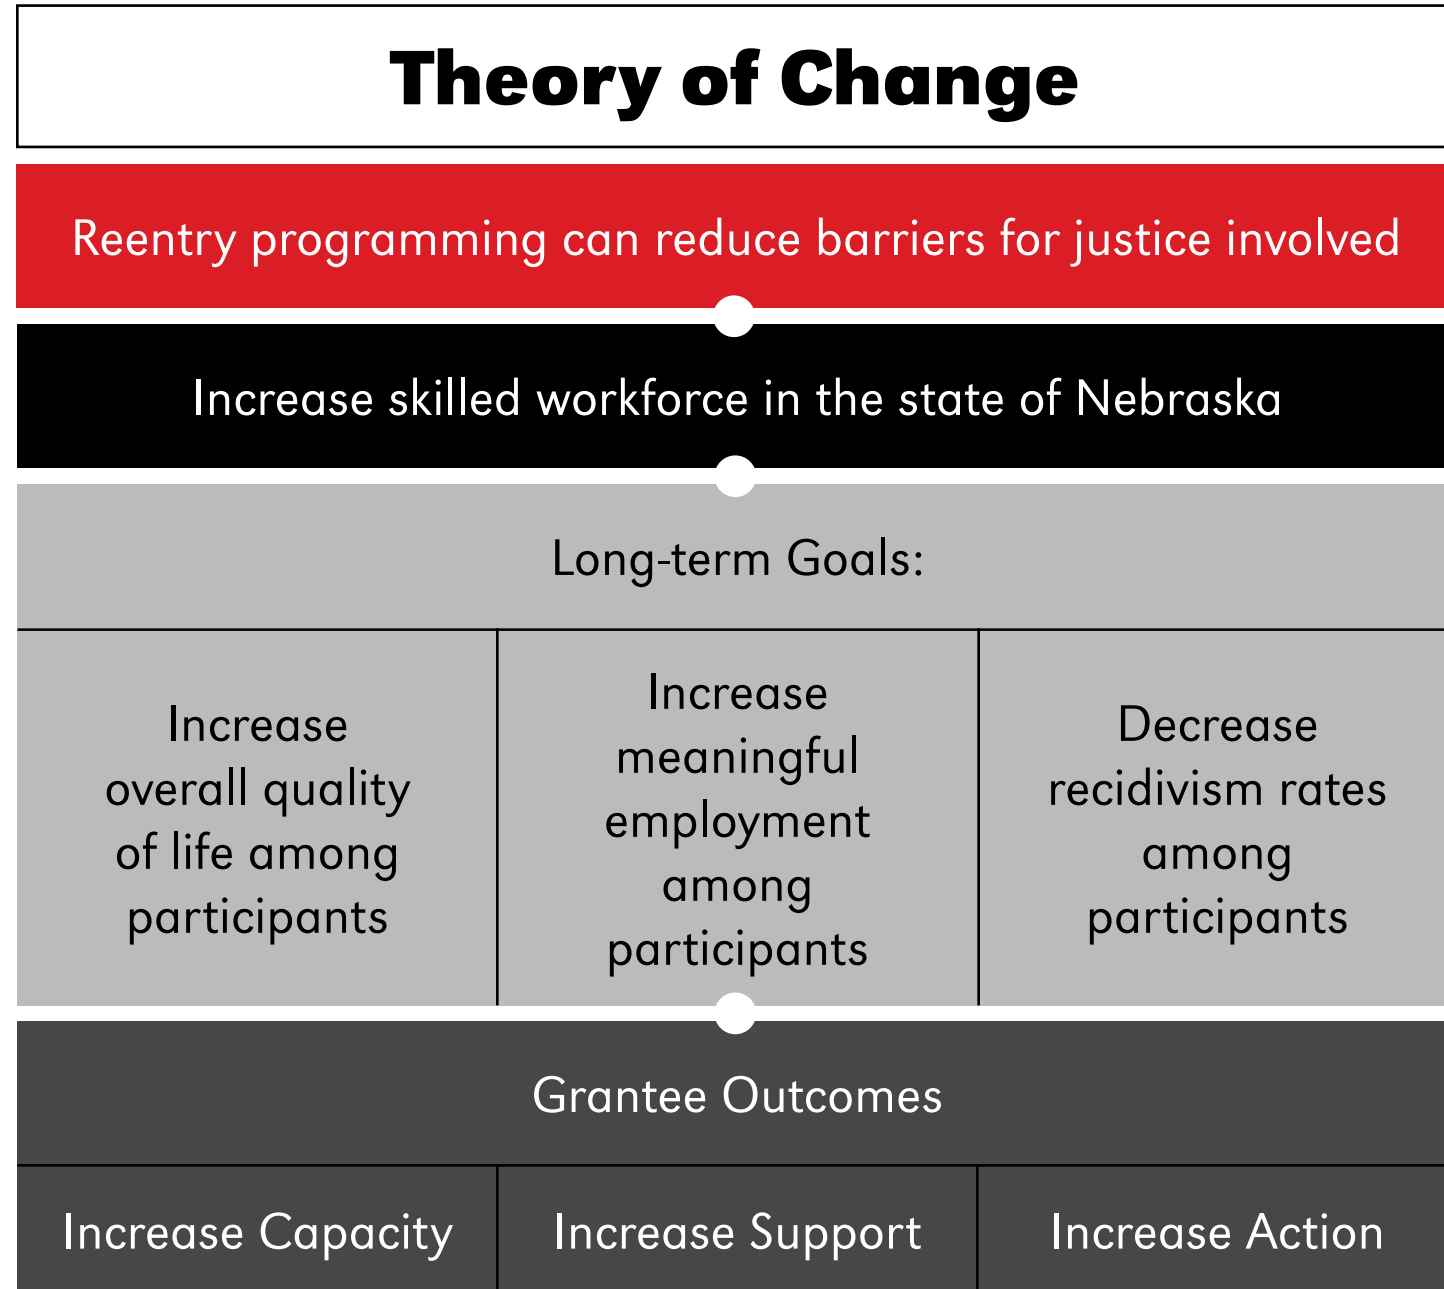 Theory of Change
Reentry programming can reduce barriers for justice involved
Increase skilled workforce in the state of Nebraska
Long-term Goals:
Increase
overall quality
of life among
participants
Increase
meaningful
employment
among
participants
Decrease
recidivism rates
among
participants
Grantee Outcomes
Increase Capacity
Increase Support
Increase Action